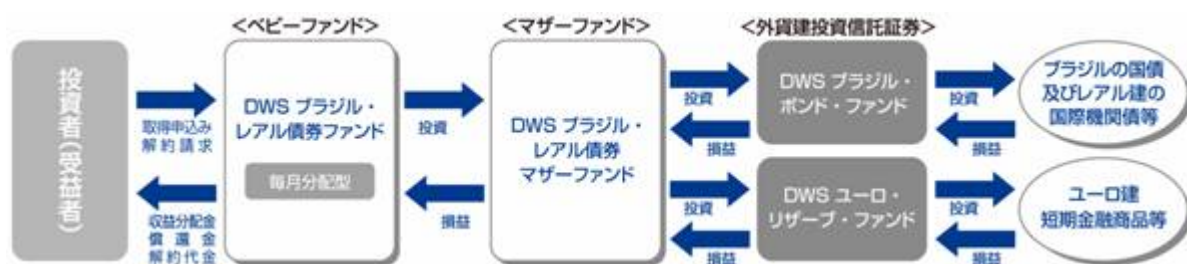 <ベビーファンド>
<マザーファンド>
<外貨建投資信託証券>
投資者(受益者)
取得申込み
解約請求
収益分配金
償還金
解約代金
DWS ブラジル・
レアル債券ファンド
毎月分配型
投資
損益
DWS ブラジル・
レアル債券
マザーファンド
投資
損益
投資
損益
DWS ブラジル・
ボンド・ファンド
DWS ユーロ・
リザーブ・ファンド
投資
損益
投資
損益
ブラジルの国債
及びレアル建の
国際機関債等
ユーロ建
短期金融商品等